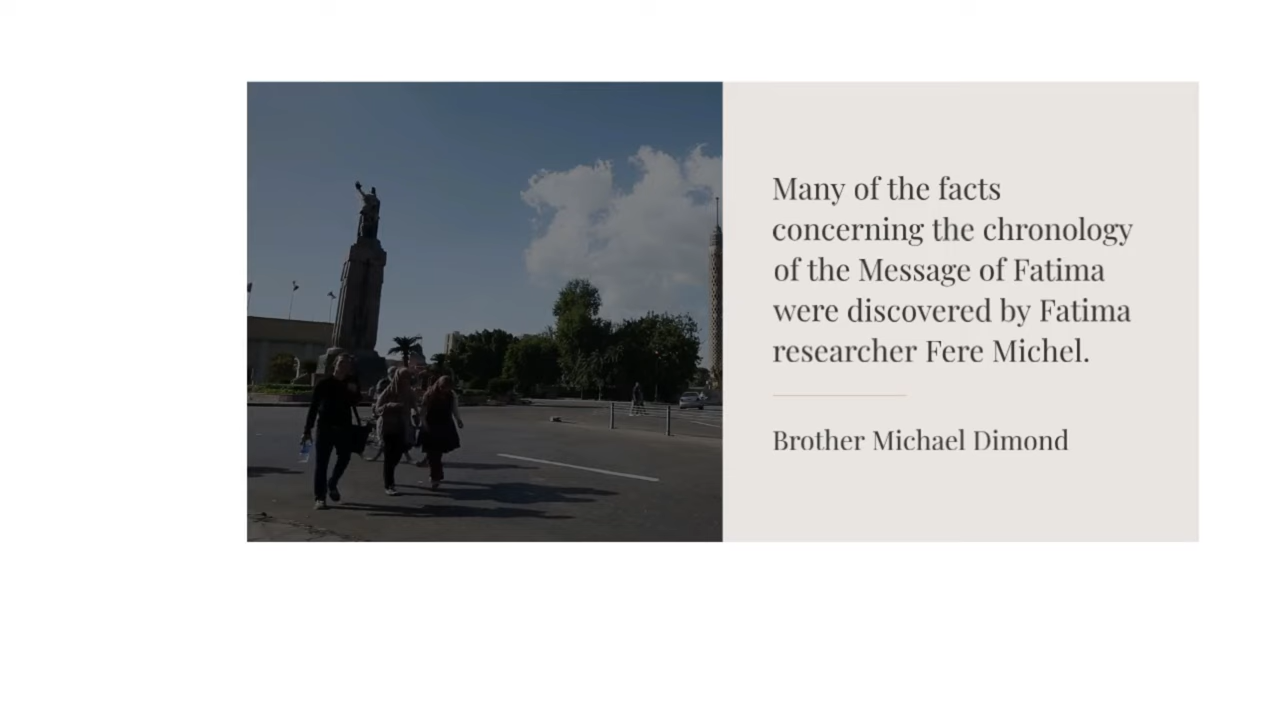 Many of the facts
concerning the chronology
of the Message of Fatima
were discovered by Fatima
researcher Fere Michel.
Brother Michael Dimond